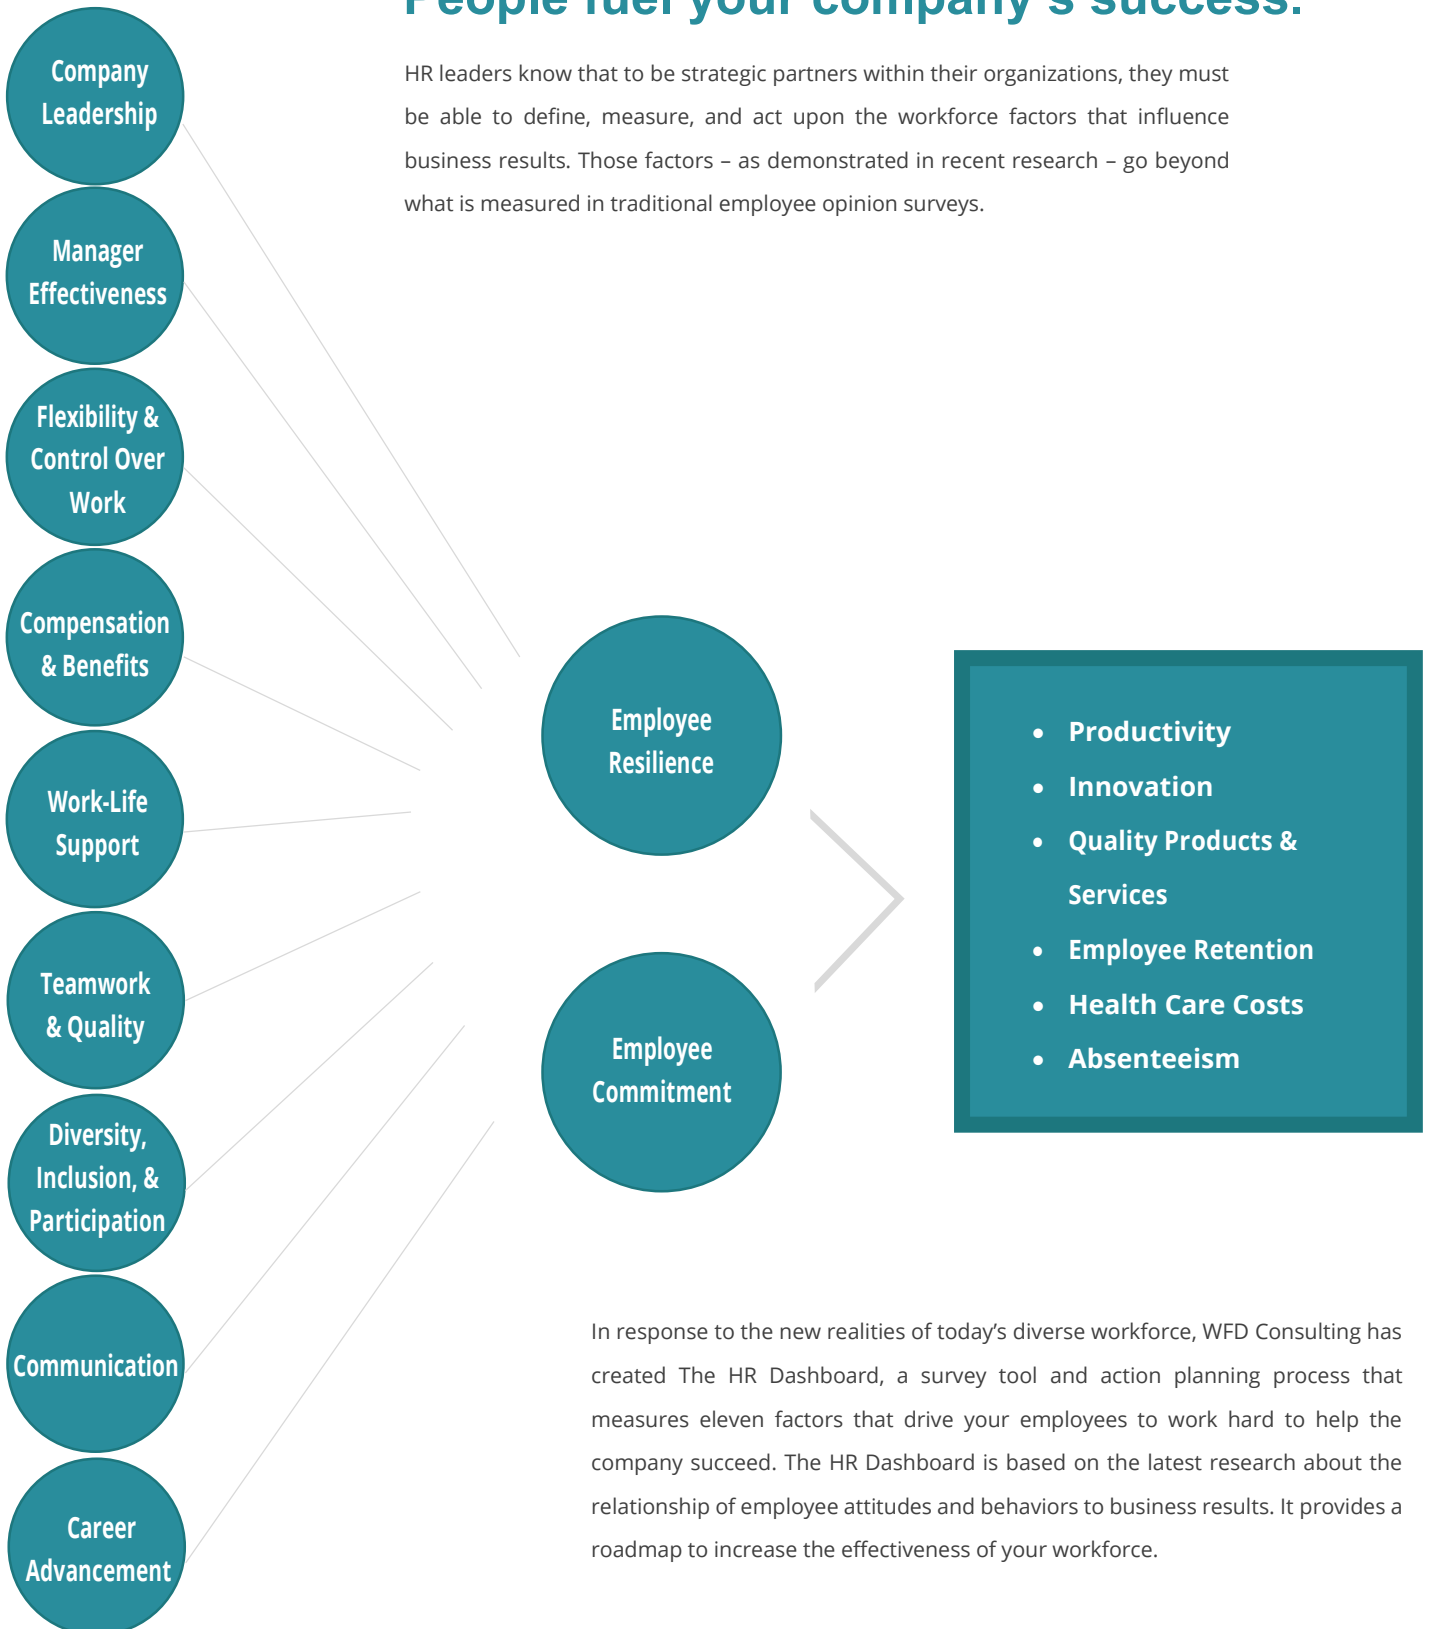 People fuel your company's success.
HR leaders know that to be strategic partners within their organizations, they must
be able to define, measure, and act upon the workforce factors that influence
business results. Those factors – as demonstrated in recent research – go beyond
what is measured in traditional employee opinion surveys.
Company
Leadership
Manager
Effectiveness
Flexibility &
Control Over
Work
Compensation
& Benefits
Work-Life
Support
Teamwork
& Quality
Diversity,
Inclusion, &
Participation
Communication
Career
Advancement
Employee
Resilience
Employee
Commitment
• Productivity
• Innovation
• Quality Products &
Services
• Employee Retention
• Health Care Costs
• Absenteeism
In response to the new realities of today’s diverse workforce, WFD Consulting has
created The HR Dashboard, a survey tool and action planning process that
measures eleven factors that drive your employees to work hard to help the
company succeed. The HR Dashboard is based on the latest research about the
relationship of employee attitudes and behaviors to business results. It provides a
roadmap to increase the effectiveness of your workforce.